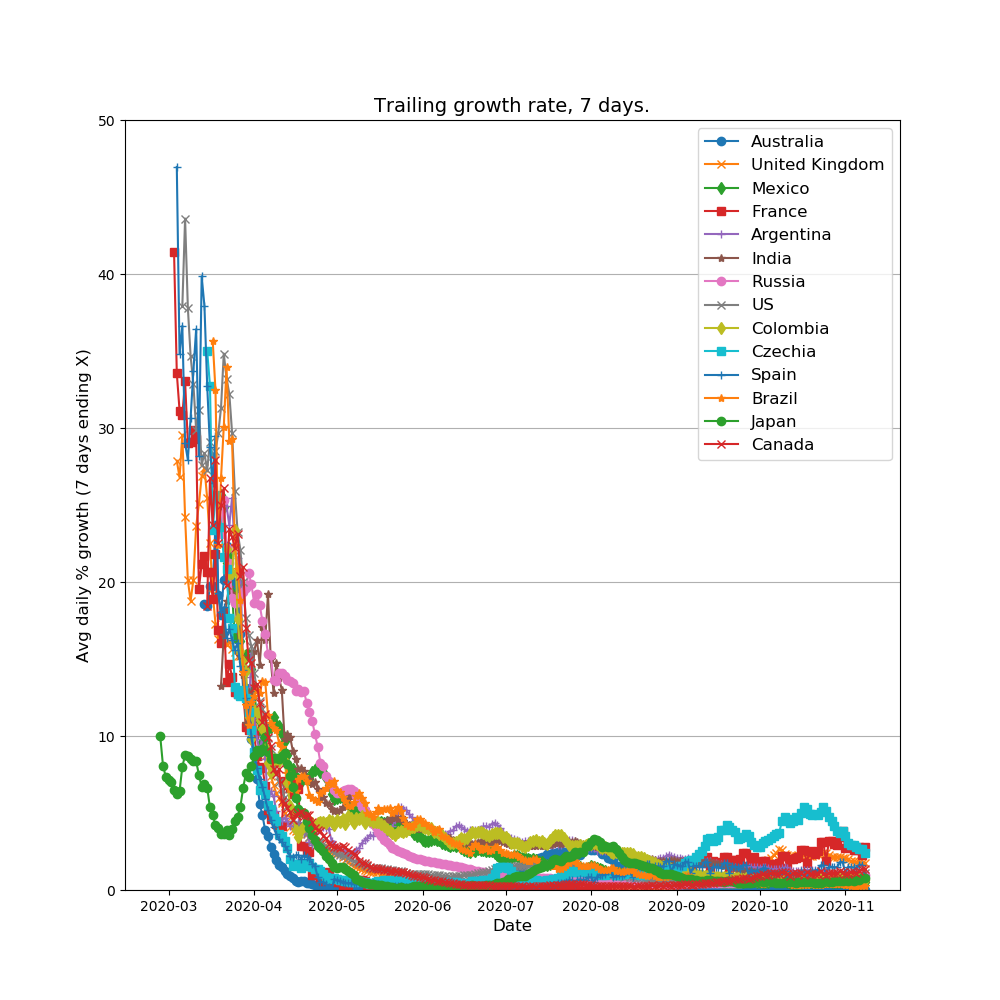 Trailing growth rate, 7 days.
50
40
30
20
10
0
Avg daily % growth (7 days ending X)
Australia
United Kingdom
Mexico
France
Argentina
India
Russia
US
Colombia
Czechia
Spain
Brazil
Japan
Canada
2020-03 2020-04 2020-05 2020-06 2020-07 2020-08 2020-09 2020-10 2020-11
Date